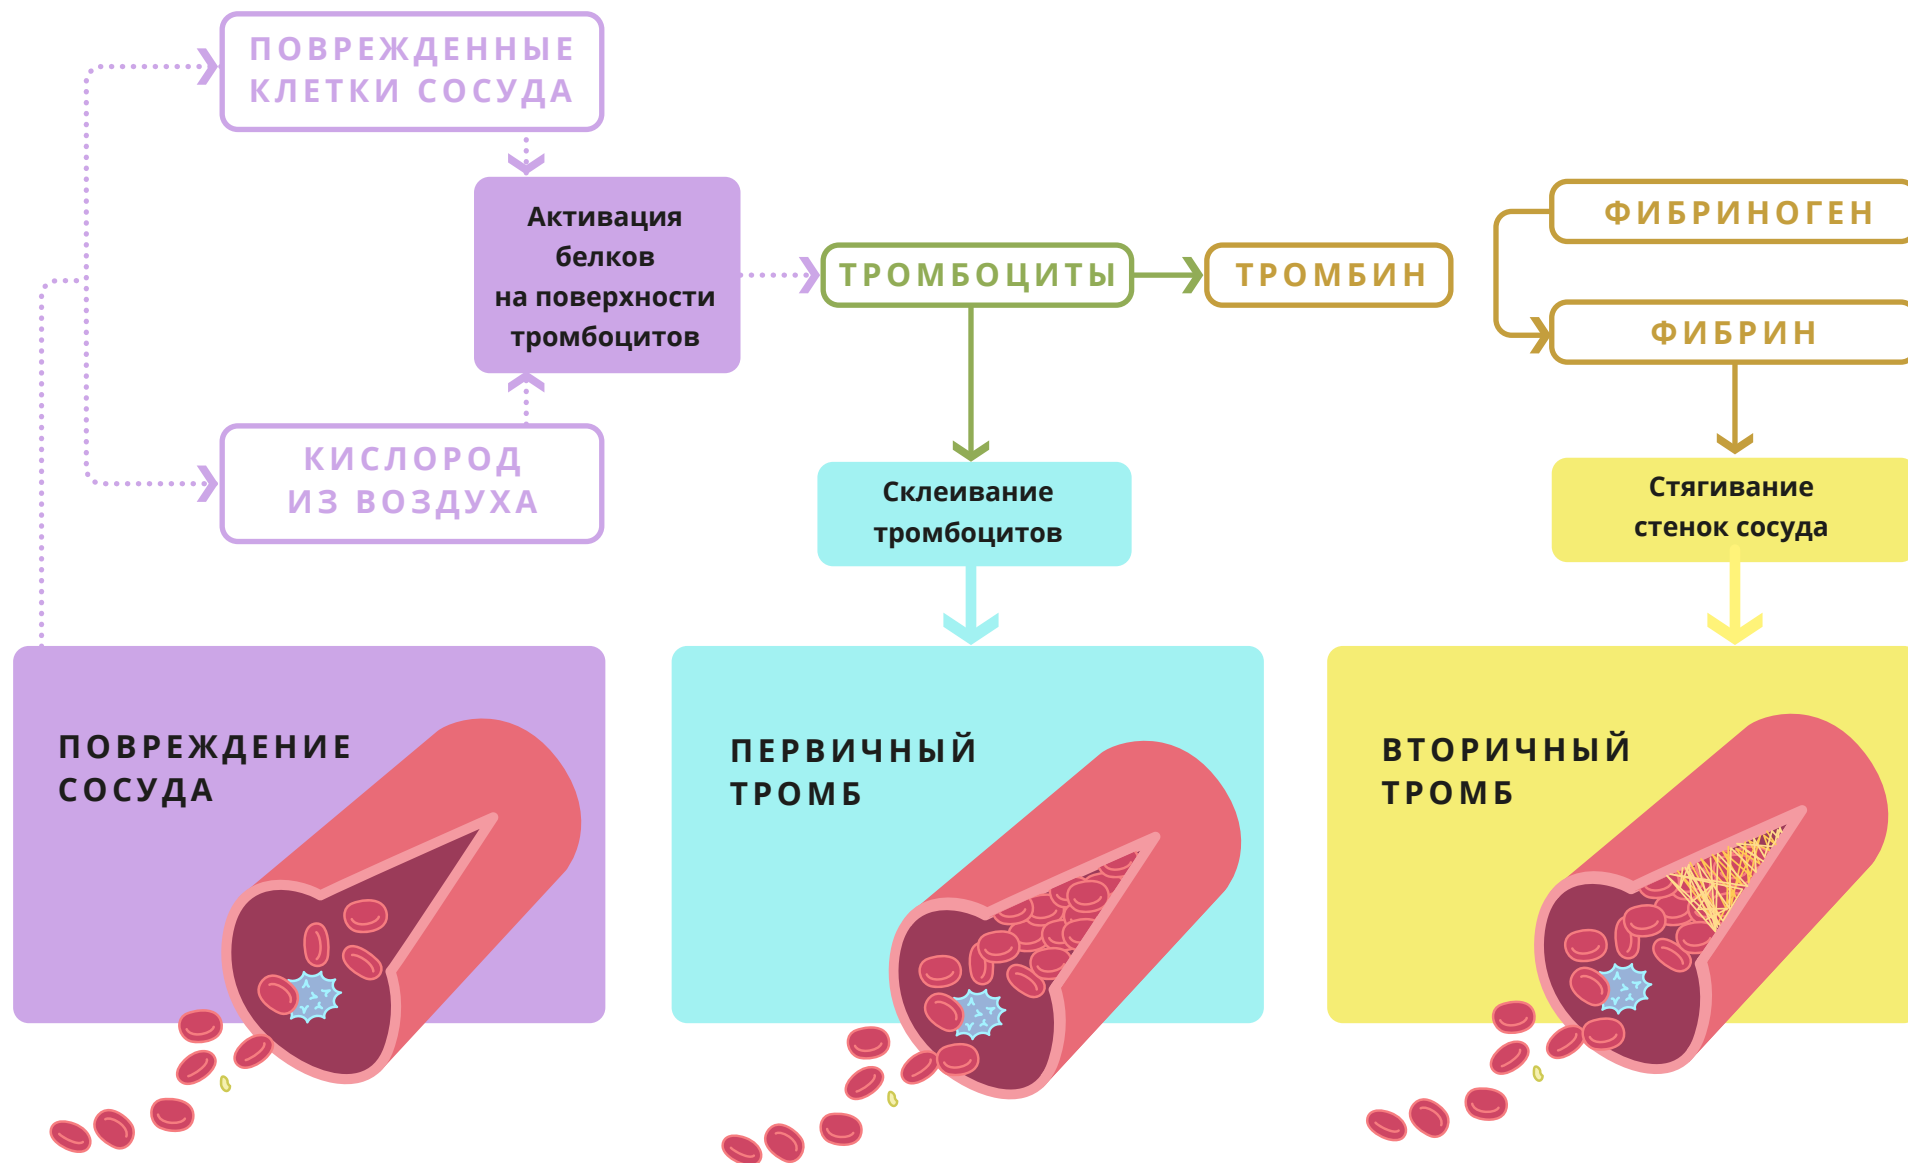 ПОВРЕЖДЕННЫЕ
КЛЕТКИ СОСУДА
Активация
белков
на поверхности
тромбоцитов
КИСЛОРОД
ИЗ ВОЗДУХА
ТРОМБОЦИТЫ
ТРОМБИН
ФИБРИНОГЕН
ФИБРИН
Склеивание
тромбоцитов
Стягивание
стенок сосуда
ПОВРЕЖДЕНИЕ
СОСУДА
ПЕРВИЧНЫЙ
ТРОМБ
ВТОРИЧНЫЙ
ТРОМБ